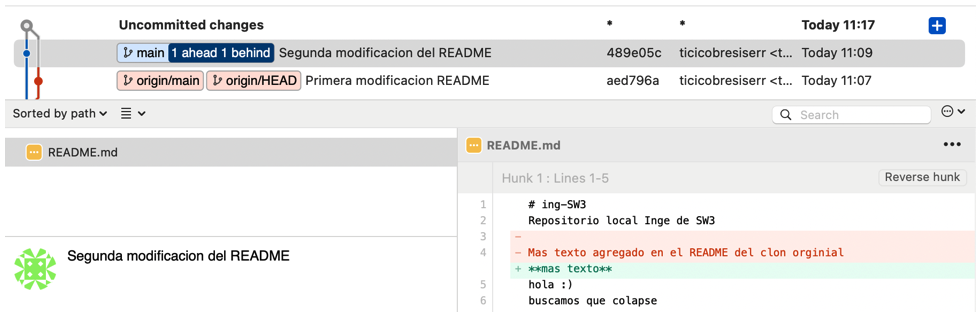 Uncommitted changes * * Today 11:17
main 1 ahead 1 behind Segunda modificacion del README 489e05c ticicobresiserr <t... Today 11:09
origin/main origin/HEAD Primera modificacion README aed796a ticicobresiserr <t... Today 11:07
Sorted by path
Search
README.md
Segunda modificacion del README
README.md
Hunk 1 : Lines 1-5 Reverse hunk
1 # ing-SW3
2 Repositorio local Inge de SW3
3 -
4 - Mas texto agregado en el README del clon orginial
+ **mas texto**
5 hola :)
6 buscamos que colapse